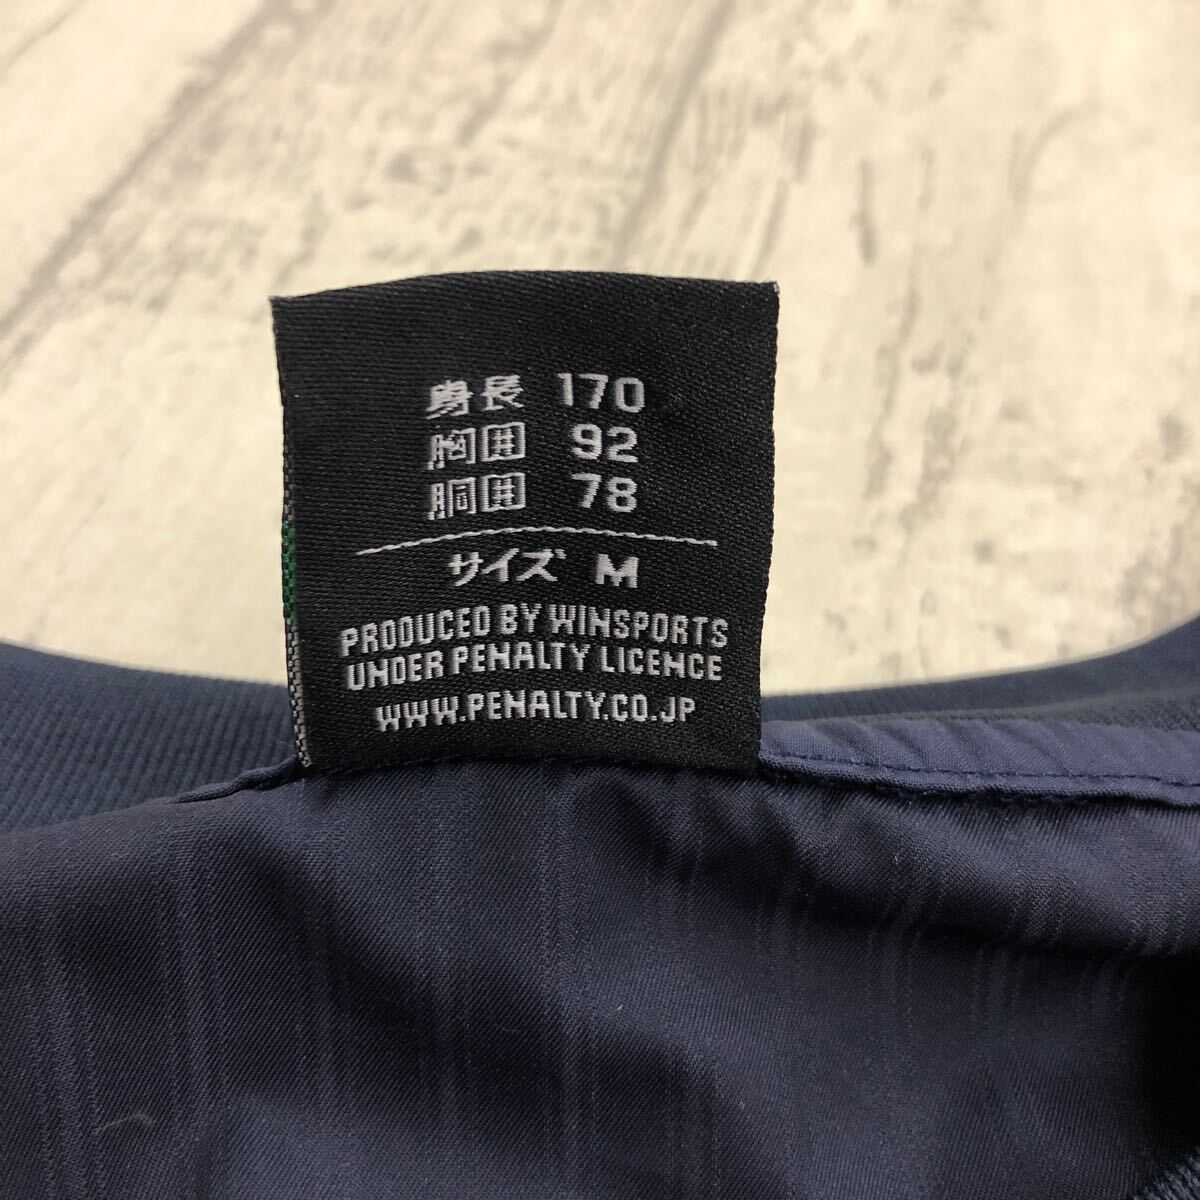 身長 170
胸囲 92
胴囲 78
サイズ M
PRODUCED BY WINSPORTS
UNDER PENALTY LICENCE
WWW.PENALTY.CO.JP